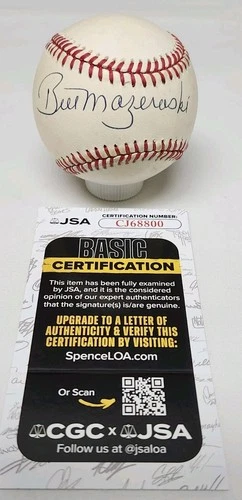 Bill Mazeroski
JSA
CERTIFICATION NUMBER:
CJ68800
BASIC
CERTIFICATION
This item has been fully examined
by JSA, and it is the considered
opinion of our expert authenticators
that the signature(s) is/are genuine.
UPGRADE TO A LETTER OF
AUTHENTICITY & VERIFY THIS
CERTIFICATION BY VISITING:
SpenceLOA.com
Or Scan
CGC x JSA
Follow us at @jsaloa